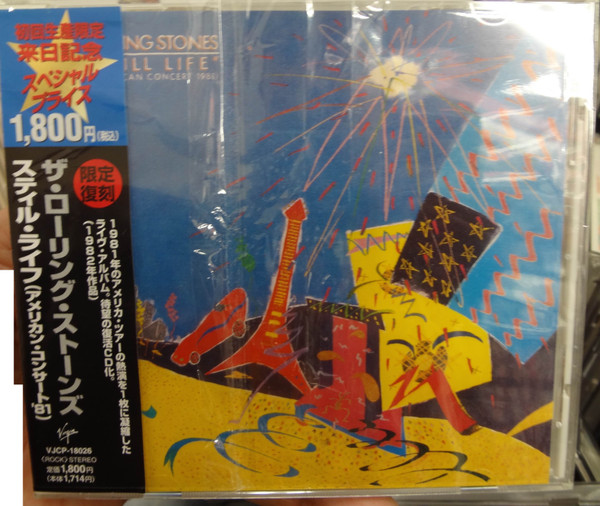 初回生産限定
来日記念
スペシャル
プライス
1,800円(税込)
限定
復刻
ザ・ローリング・ストーンズ
スティル・ライフ(アメリカン・コンサート'81)
1981年のアメリカ・ツアーの熱演を1枚に凝縮した
ライヴ・アルバム。待望の復活CD化。
(1982年作品)
Virgin
VJCP-18026
(ROCK) STEREO
定価1,800円
(本体1,714円)
ING STONES
ILL LIFE"
CAN CONCERT 1981)